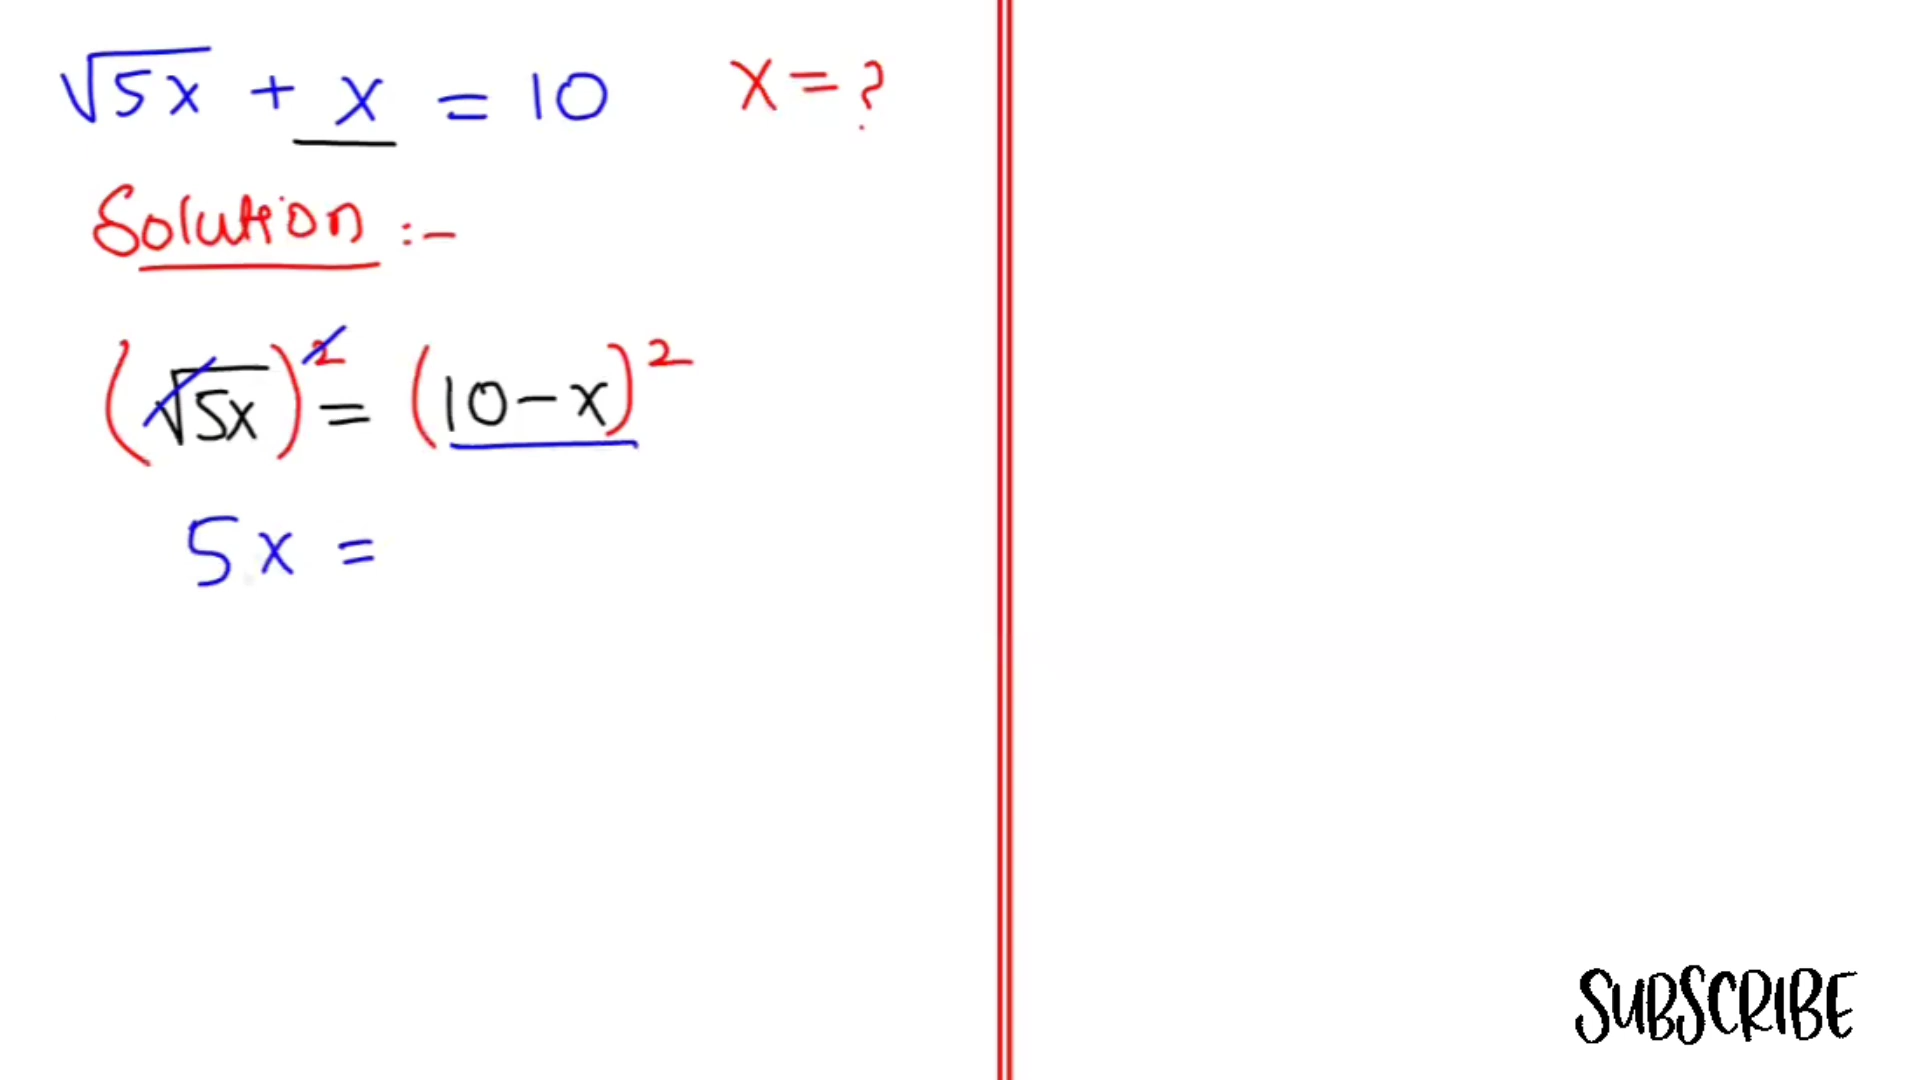 √5x + x = 10 x = ?
Solution :-
(√5x)² = (10-x)²
5x =
SUBSCRIBE